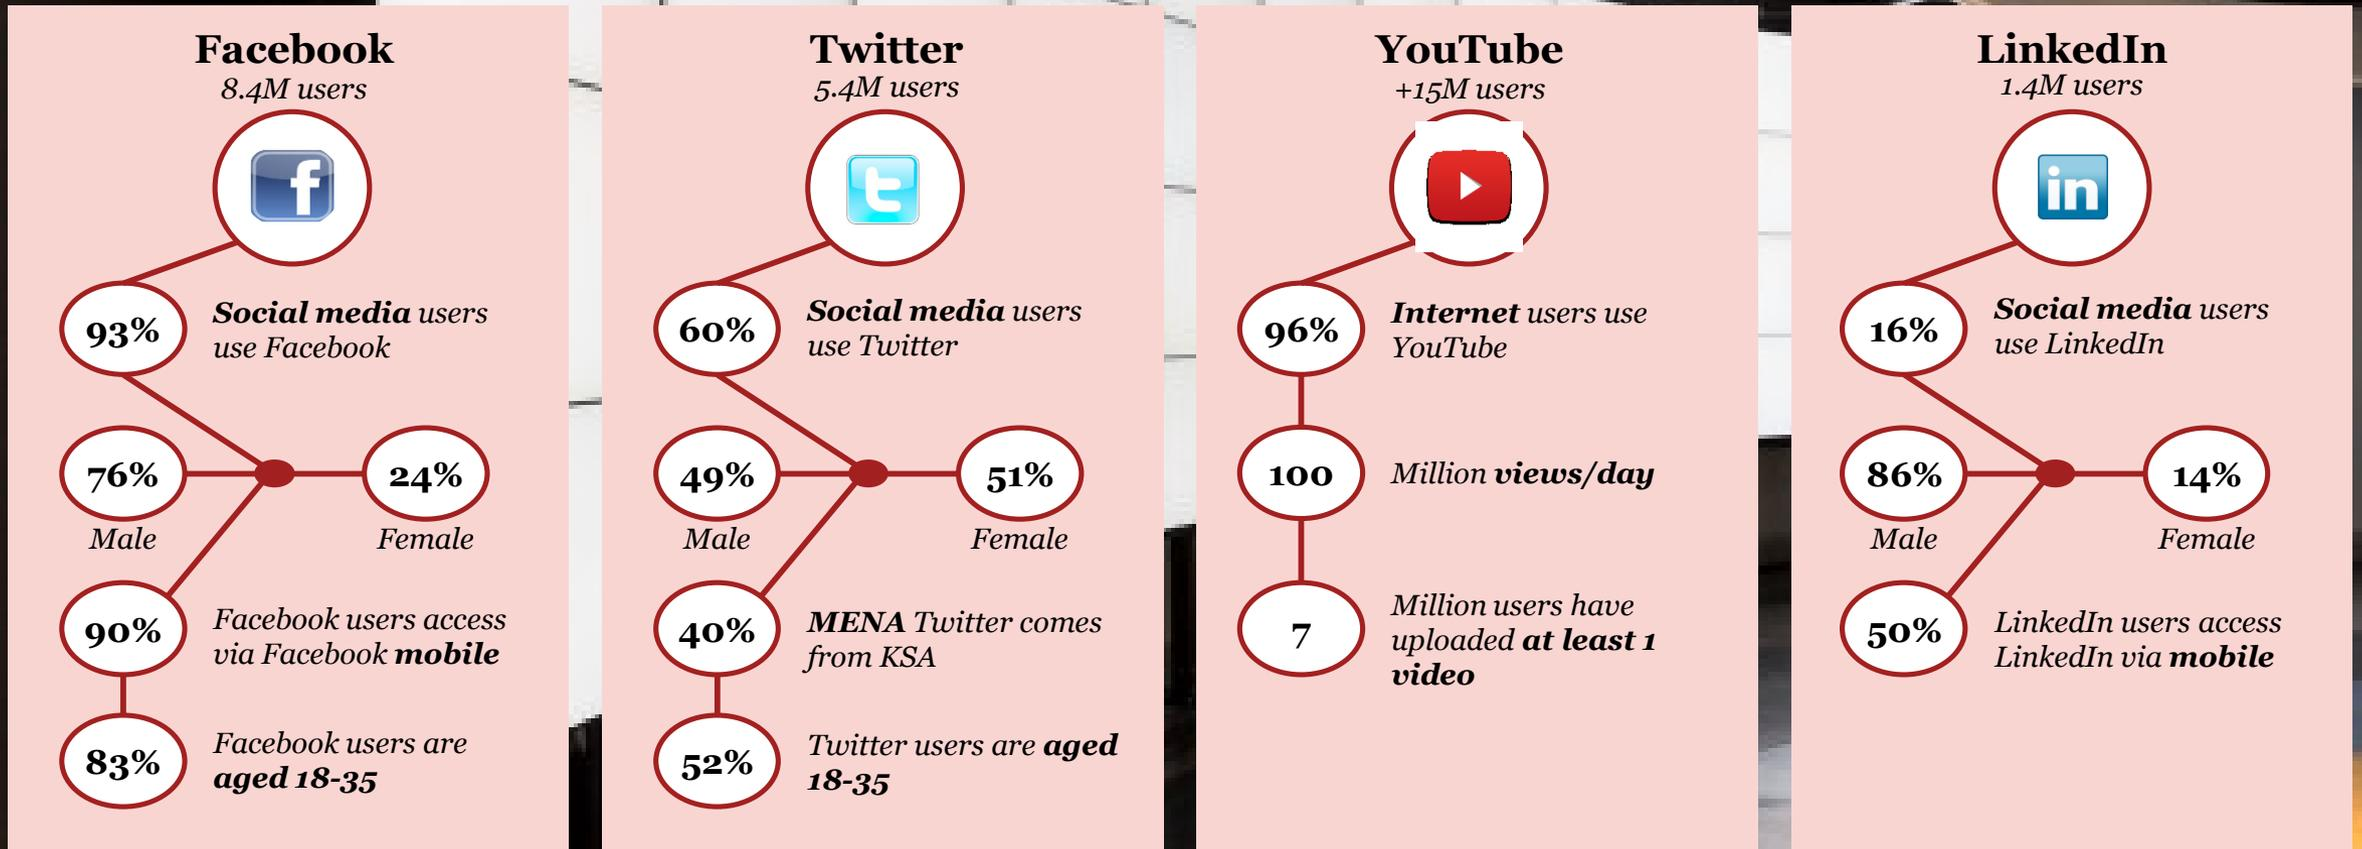 Facebook
8.4M users
f
93%
Social media users
use Facebook
76%
24%
Male
Female
90%
Facebook users access
via Facebook mobile
83%
Facebook users are
aged 18-35
Twitter
5.4M users
t
60%
Social media users
use Twitter
49%
51%
Male
Female
40%
MENA Twitter comes
from KSA
52%
Twitter users are aged
18-35
YouTube
+15M users
96%
Internet users use
YouTube
100
Million views/day
7
Million users have
uploaded at least 1
video
LinkedIn
1.4M users
in
16%
Social media users
use LinkedIn
86%
14%
Male
Female
50%
LinkedIn users access
LinkedIn via mobile